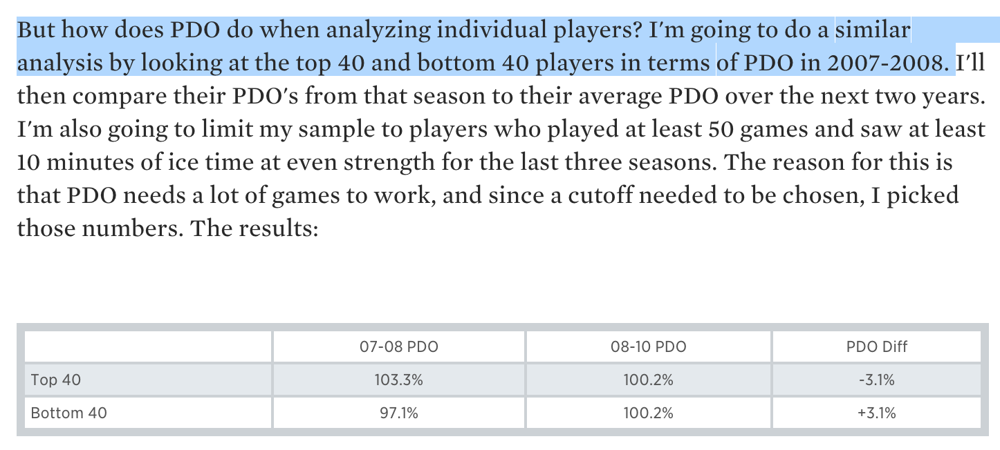 But how does PDO do when analyzing individual players? I'm going to do a similar
analysis by looking at the top 40 and bottom 40 players in terms of PDO in 2007-2008. I'll
then compare their PDO's from that season to their average PDO over the next two years.
I'm also going to limit my sample to players who played at least 50 games and saw at least
10 minutes of ice time at even strength for the last three seasons. The reason for this is
that PDO needs a lot of games to work, and since a cutoff needed to be chosen, I picked
those numbers. The results:
07-08 PDO 08-10 PDO PDO Diff
Top 40 103.3% 100.2% -3.1%
Bottom 40 97.1% 100.2% +3.1%